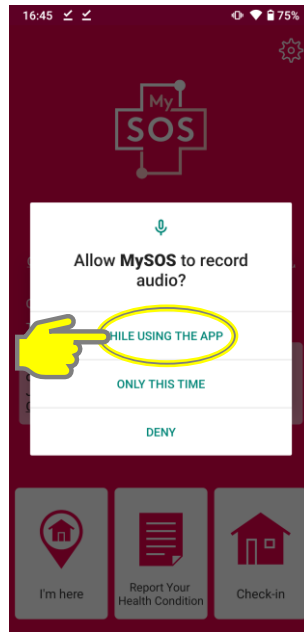 16:45
75%
My
SOS
Allow MySOS to record
audio?
HILE USING THE APP
ONLY THIS TIME
DENY
I'm here
Report Your
Health Condition
Check-in